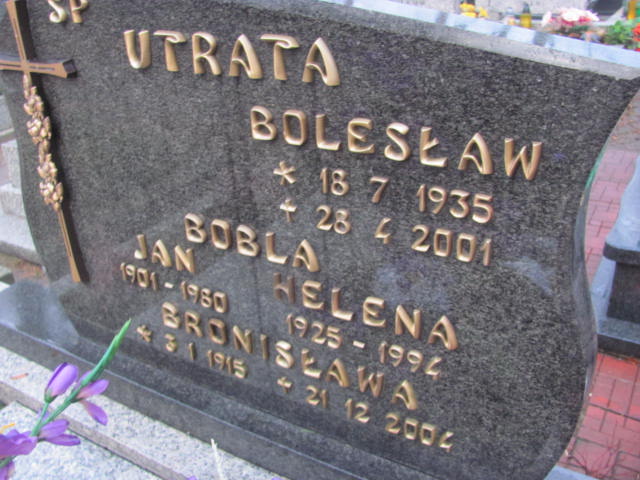 ŚP
UTRATA
BOLESŁAW
* 18 7 1935
+ 28 4 2001
BOBLA
JAN HELENA
1901 - 1980 1925 - 1994
BRONISŁAWA
* 3 1 1915 + 21 12 2004